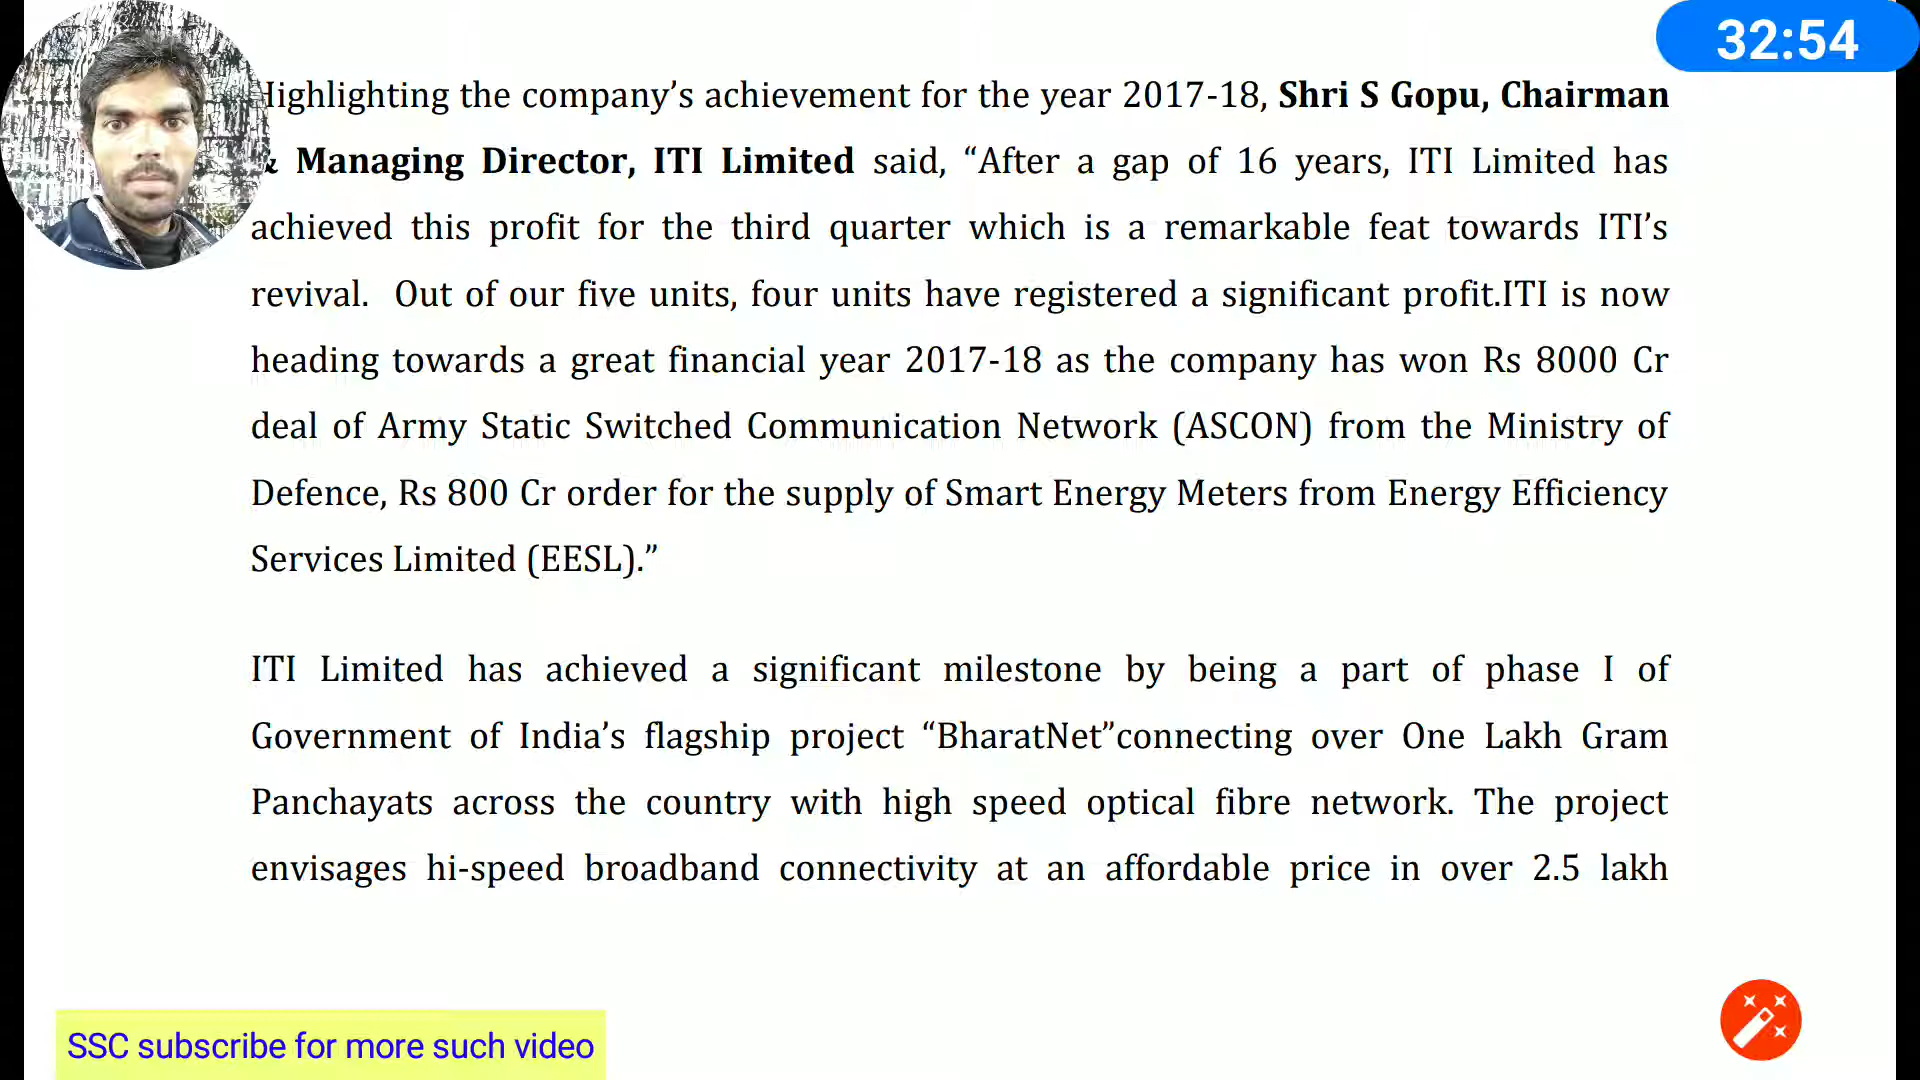 32:54
Highlighting the company’s achievement for the year 2017-18, Shri S Gopu, Chairman
& Managing Director, ITI Limited said, “After a gap of 16 years, ITI Limited has
achieved this profit for the third quarter which is a remarkable feat towards ITI’s
revival. Out of our five units, four units have registered a significant profit.ITI is now
heading towards a great financial year 2017-18 as the company has won Rs 8000 Cr
deal of Army Static Switched Communication Network (ASCON) from the Ministry of
Defence, Rs 800 Cr order for the supply of Smart Energy Meters from Energy Efficiency
Services Limited (EESL).”
ITI Limited has achieved a significant milestone by being a part of phase I of
Government of India’s flagship project “BharatNet”connecting over One Lakh Gram
Panchayats across the country with high speed optical fibre network. The project
envisages hi-speed broadband connectivity at an affordable price in over 2.5 lakh
SSC subscribe for more such video